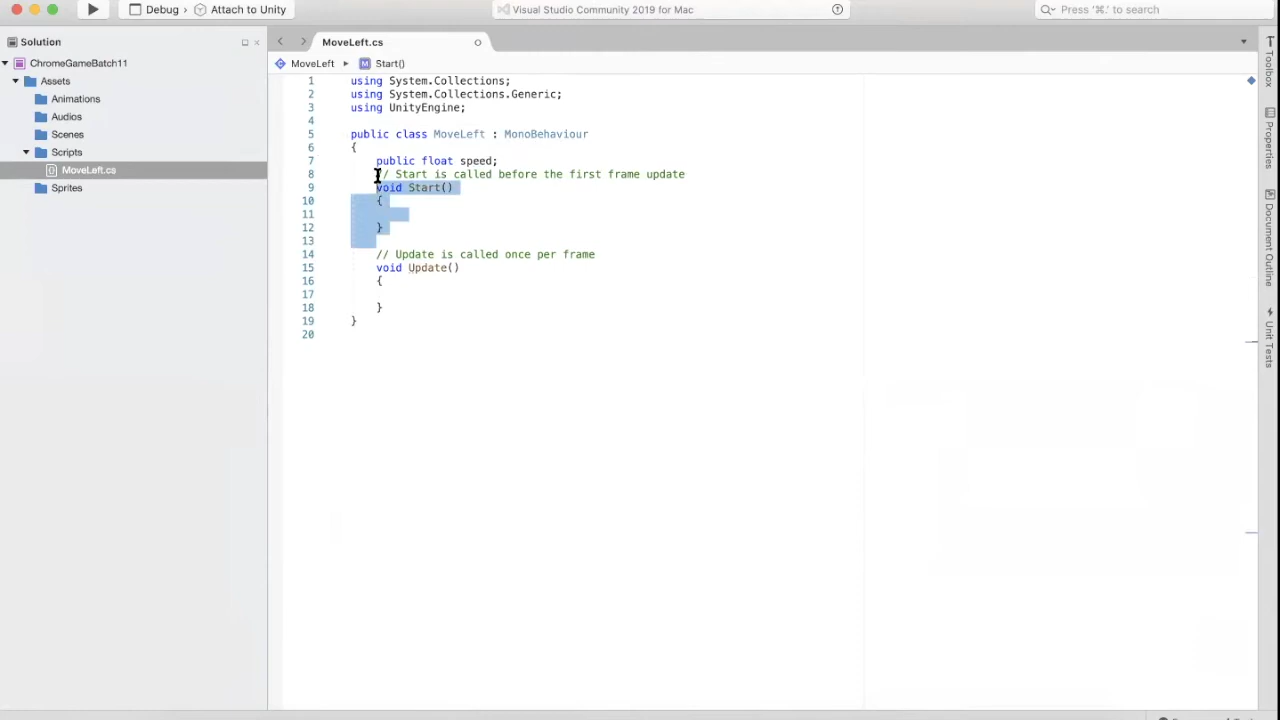 Debug
Attach to Unity
Visual Studio Community 2019 for Mac
Press '⌘.' to search
Solution
MoveLeft.cs
MoveLeft
M
Start()
ChromeGameBatch11
Assets
Animations
Audios
Scenes
Scripts
MoveLeft.cs
Sprites
1 using System.Collections;
2 using System.Collections.Generic;
3 using UnityEngine;
4
5 public class MoveLeft : MonoBehaviour
6 {
7 public float speed;
8 // Start is called before the first frame update
9 void Start()
10 {
11
12 }
13
14 // Update is called once per frame
15 void Update()
16 {
17
18 }
19 }
20
Toolbox
Properties
Document Outline
Unit Tests